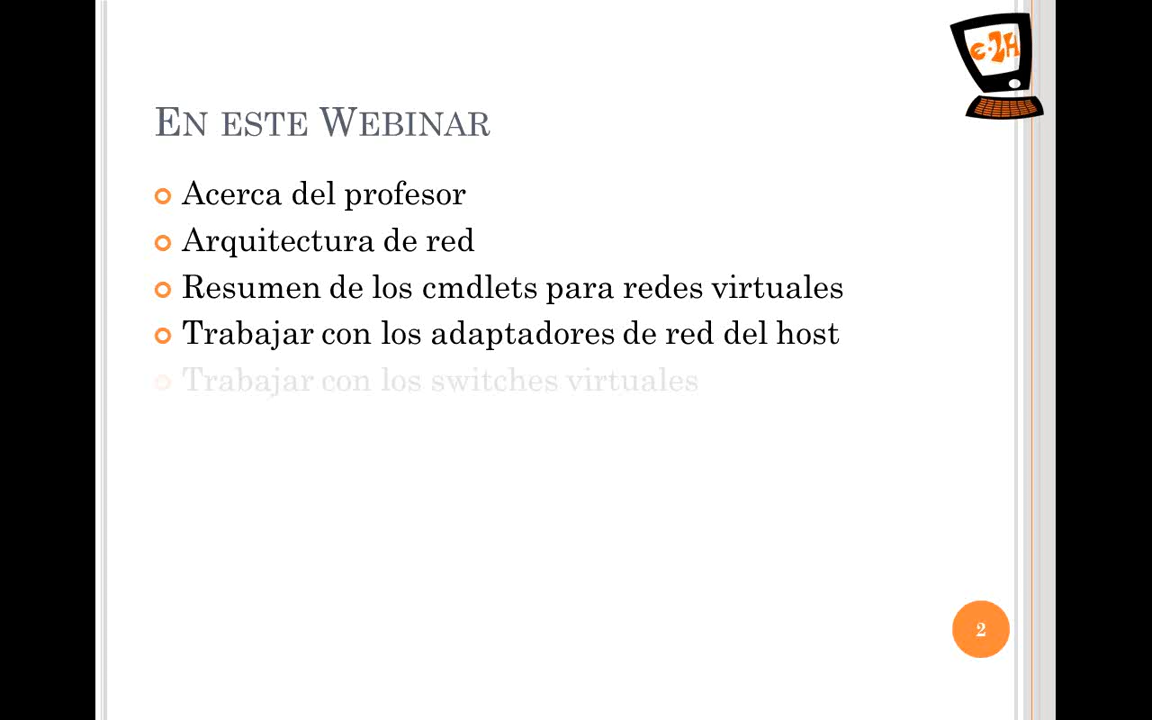 e·2H
En este Webinar
Acerca del profesor
Arquitectura de red
Resumen de los cmdlets para redes virtuales
Trabajar con los adaptadores de red del host
Trabajar con los switches virtuales
2